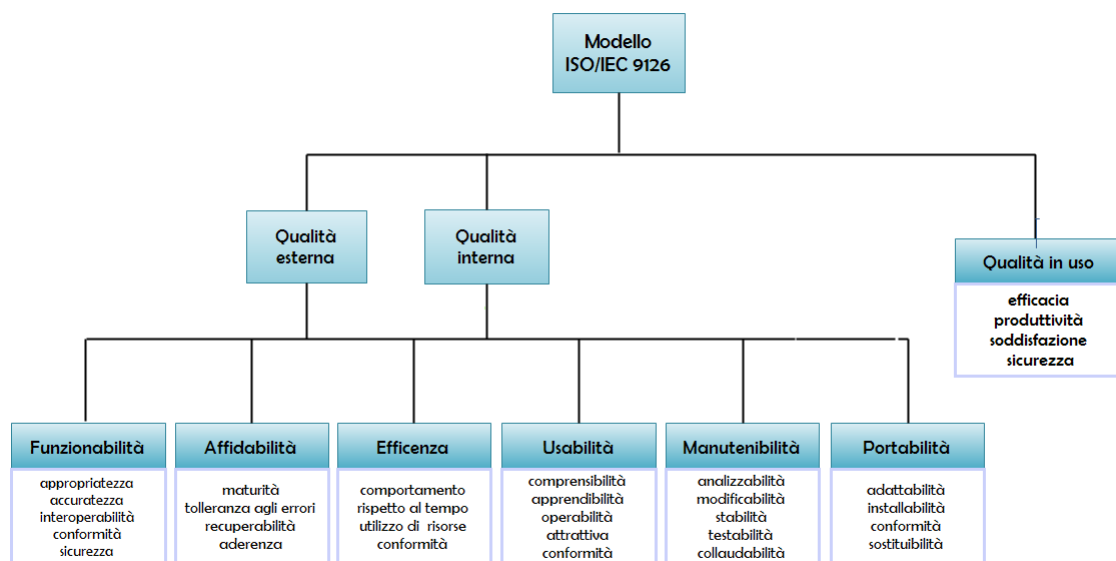 Modello
ISO/IEC 9126
Qualità
esterna
Qualità
interna
Qualità in uso
efficacia
produttività
soddisfazione
sicurezza
Funzionabilità
appropriatezza
accuratezza
interoperabilità
conformità
sicurezza
Affidabilità
maturità
tolleranza agli errori
recuperabilità
aderenza
Efficenza
comportamento
rispetto al tempo
utilizzo di risorse
conformità
Usabilità
comprensibilità
apprendibilità
operabilità
attrattiva
conformità
Manutenibilità
analizzabilità
modificabilità
stabilità
testabilità
collaudabilità
Portabilità
adattabilità
installabilità
conformità
sostituibilità